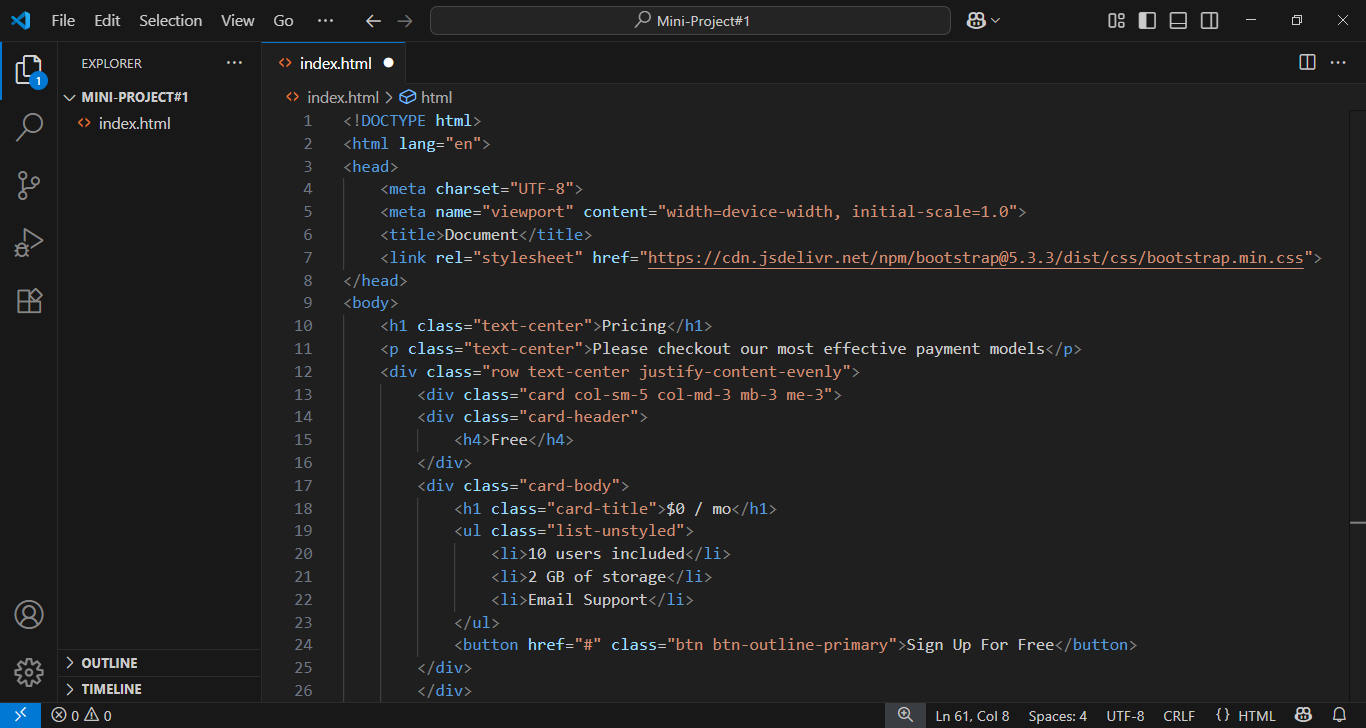 File Edit Selection View Go ··· Mini-Project#1
EXPLORER ···
index.html
MINI-PROJECT#1
index.html
index.html > html
1 <!DOCTYPE html>
2 <html lang="en">
3 <head>
4 <meta charset="UTF-8">
5 <meta name="viewport" content="width=device-width, initial-scale=1.0">
6 <title>Document</title>
7 <link rel="stylesheet" href="https://cdn.jsdelivr.net/npm/bootstrap@5.3.3/dist/css/bootstrap.min.css">
8 </head>
9 <body>
10 <h1 class="text-center">Pricing</h1>
11 <p class="text-center">Please checkout our most effective payment models</p>
12 <div class="row text-center justify-content-evenly">
13 <div class="card col-sm-5 col-md-3 mb-3 me-3">
14 <div class="card-header">
15 <h4>Free</h4>
16 </div>
17 <div class="card-body">
18 <h1 class="card-title">$0 / mo</h1>
19 <ul class="list-unstyled">
20 <li>10 users included</li>
21 <li>2 GB of storage</li>
22 <li>Email Support</li>
23 </ul>
24 <button href="#" class="btn btn-outline-primary">Sign Up For Free</button>
25 </div>
26 </div>
1
OUTLINE
TIMELINE
0 0 Ln 61, Col 8 Spaces: 4 UTF-8 CRLF {} HTML